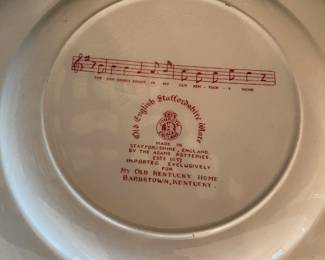 THE SUN SHINES BRIGHT IN MY OLD KEN-TUCK-Y HOME
Old English Staffordshire Ware
MADE IN
STAFFORDSHIRE, ENGLAND.
BY THE ADAMS POTTERIES
ESTD 1657
IMPORTED EXCLUSIVELY
FOR
MY OLD KENTUCKY HOME
BARDSTOWN, KENTUCKY.